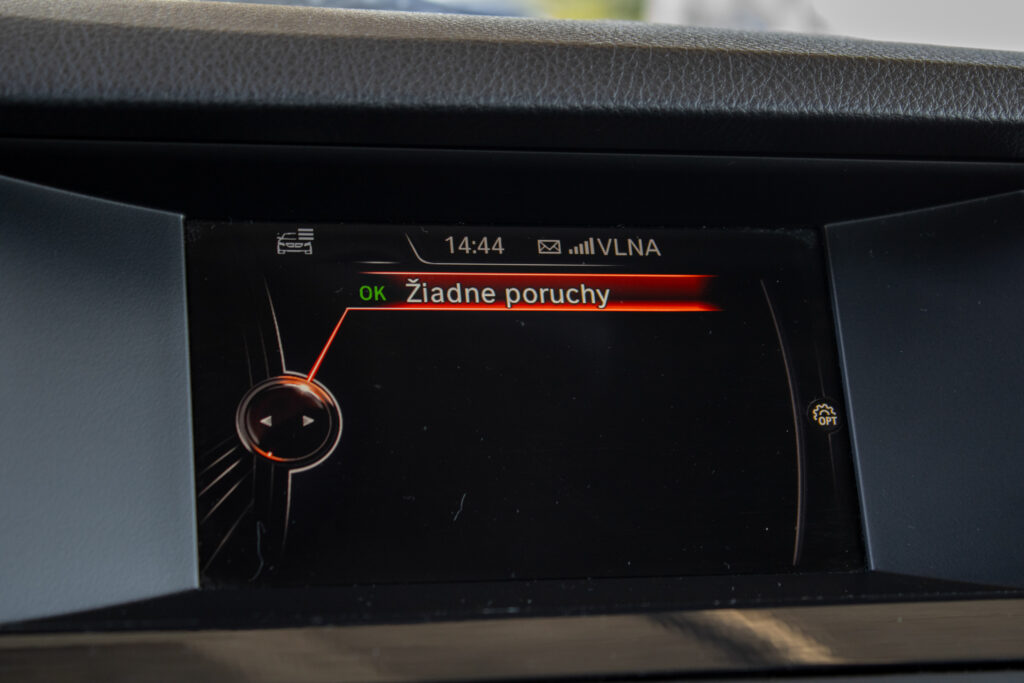 14:44 VLNA
OK Žiadne poruchy
OPT